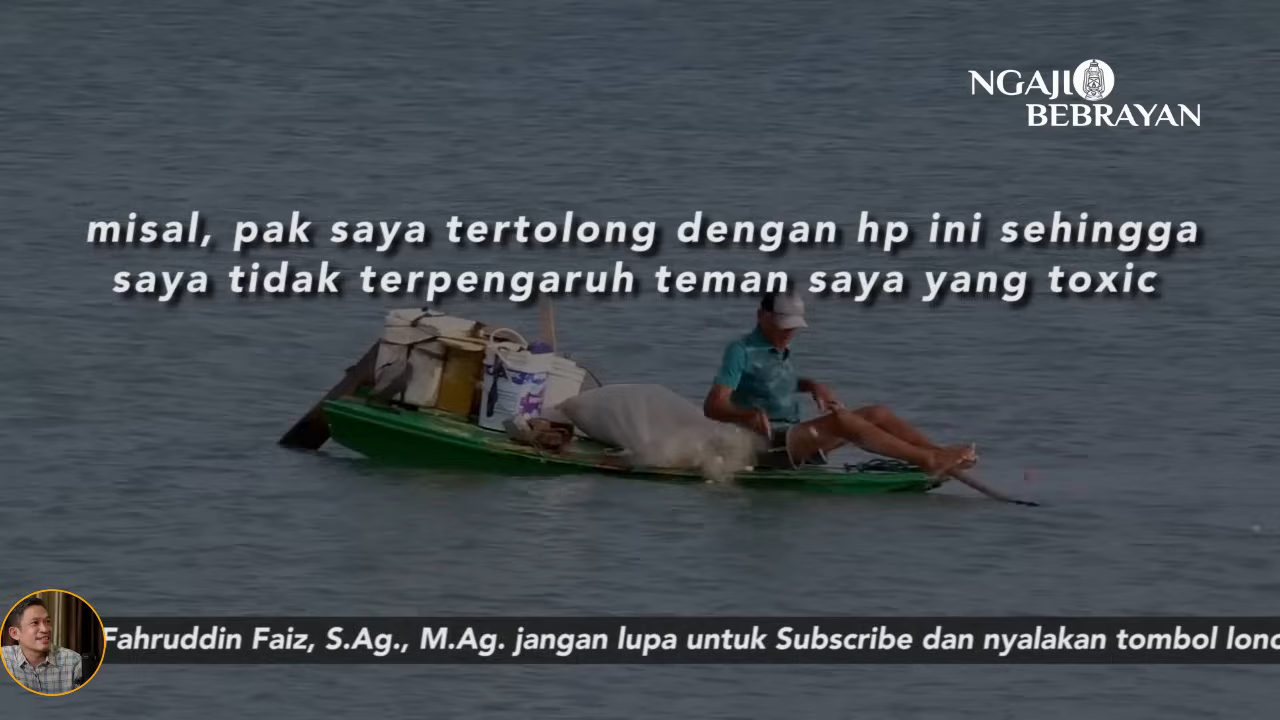 NGAJI
BEBRAYAN
misal, pak saya tertolong dengan hp ini sehingga
saya tidak terpengaruh teman saya yang toxic
Fahruddin Faiz, S.Ag., M.Ag. jangan lupa untuk Subscribe dan nyalakan tombol lonc